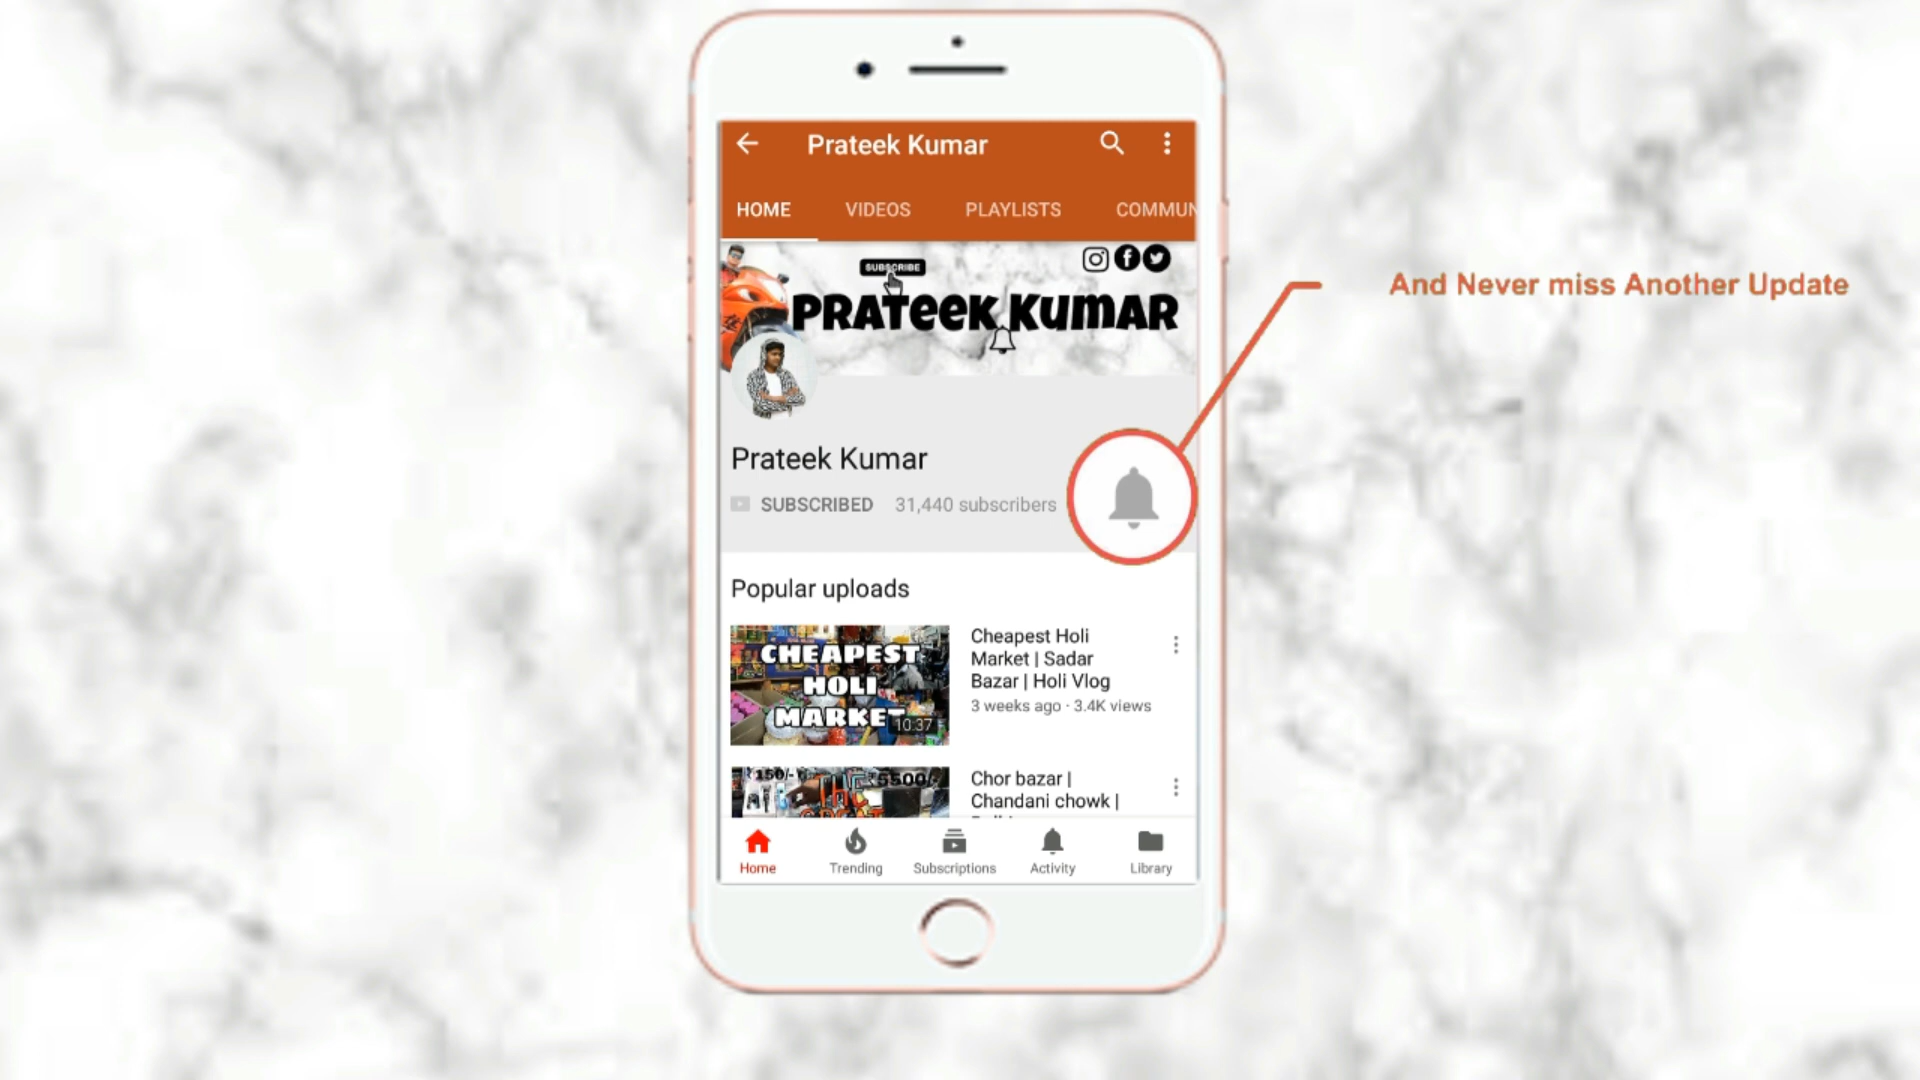 Prateek Kumar
HOME VIDEOS PLAYLISTS COMMUN
SUBSCRIBE
PRATEEK KUMAR
And Never miss Another Update
Prateek Kumar
SUBSCRIBED 31,440 subscribers
Popular uploads
CHEAPEST
HOLI
MARKET
10:37
Cheapest Holi
Market | Sadar
Bazar | Holi Vlog
3 weeks ago · 3.4K views
150/-
₹5500/-
Chor bazar |
Chandani chowk |
Home Trending Subscriptions Activity Library